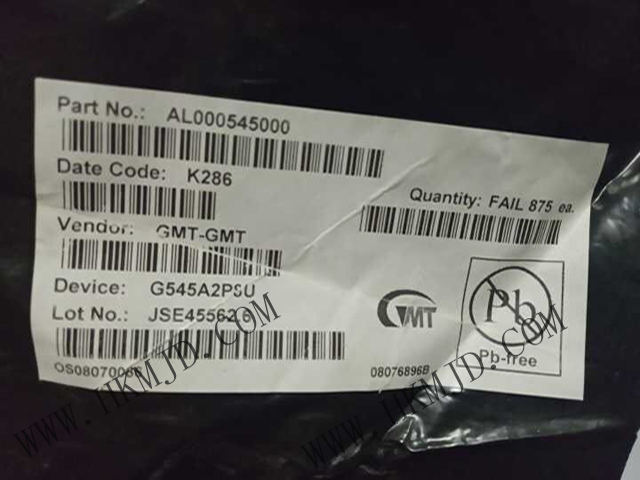 Part No.: AL000545000
Date Code: K286
Quantity: FAIL 875 ea.
Vendor: GMT-GMT
Device: G545A2P8U
Lot No.: JSE45562.6
GMT
Pb
Pb-free
08076896B
WWW.HKMJD.COM
WWW.HKMJD.COM